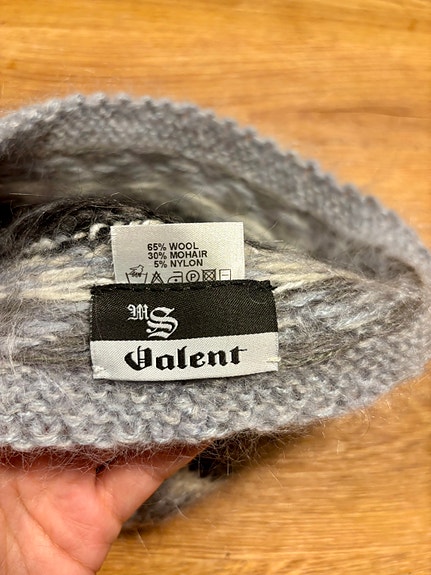 65% WOOL
30% MOHAIR
5% NYLON
MS
Valent